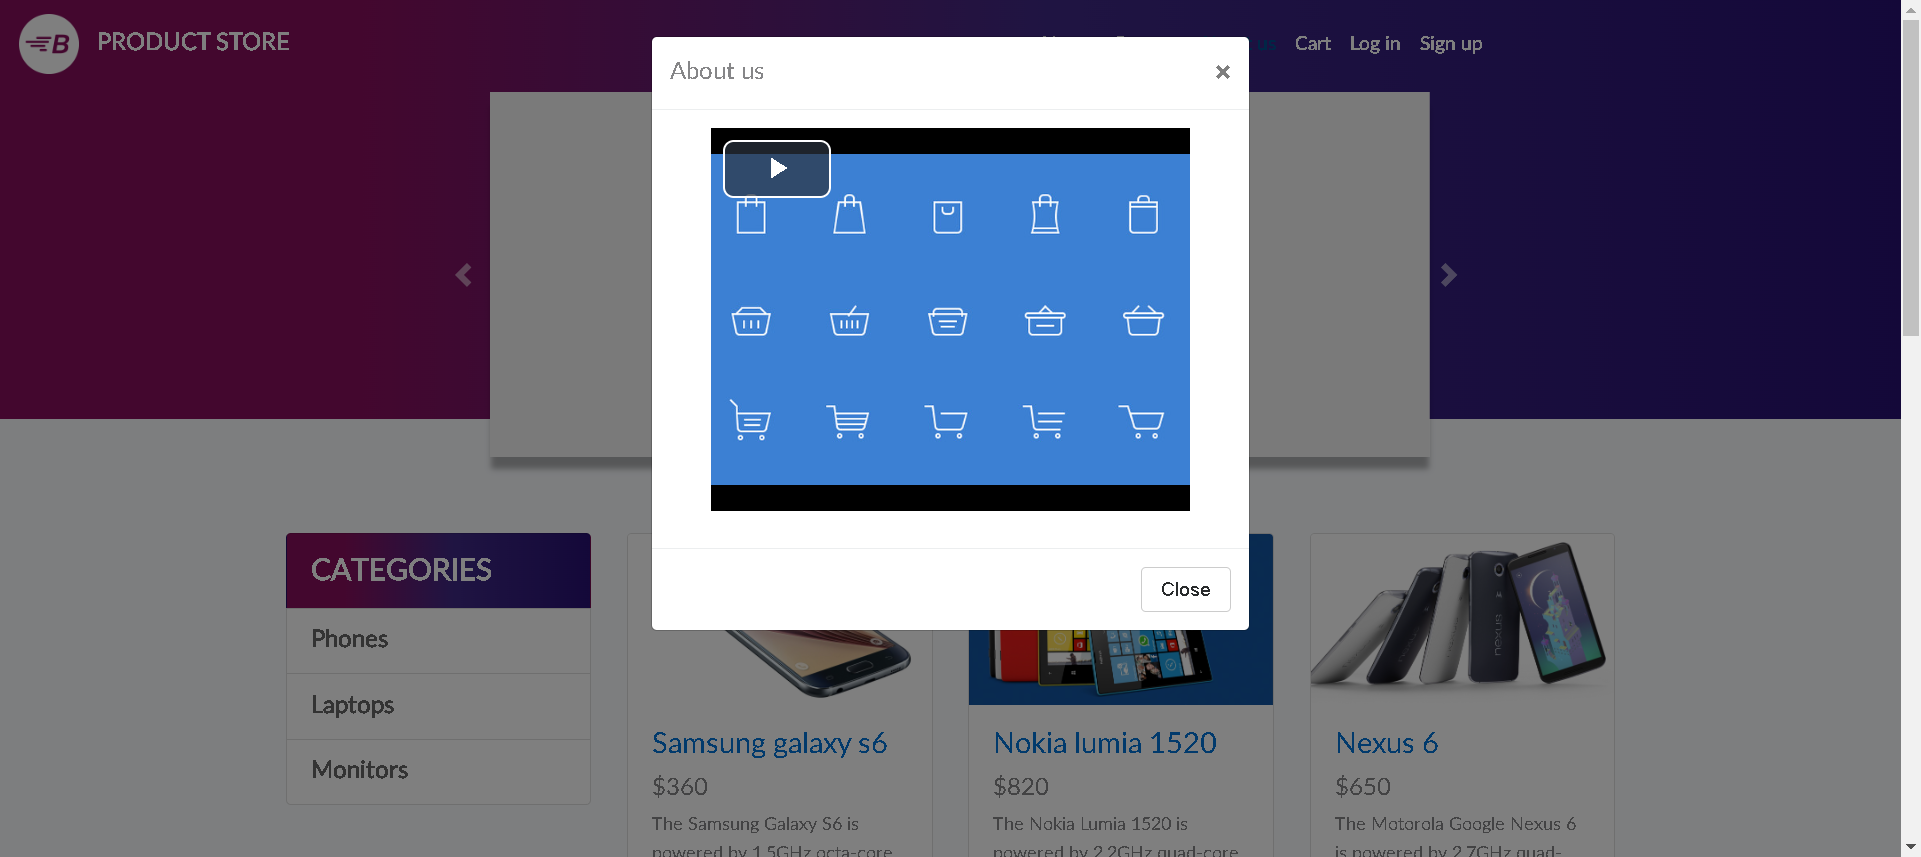 B
PRODUCT STORE
us
Cart
Log in
Sign up
About us
×
CATEGORIES
Phones
Laptops
Monitors
Close
nexus
Samsung galaxy s6
$360
The Samsung Galaxy S6 is
powered by 1.5GHz octa-core
Nokia lumia 1520
$820
The Nokia Lumia 1520 is
powered by 2.2GHz quad-core
Nexus 6
$650
The Motorola Google Nexus 6
is powered by 2.7GHz quad-